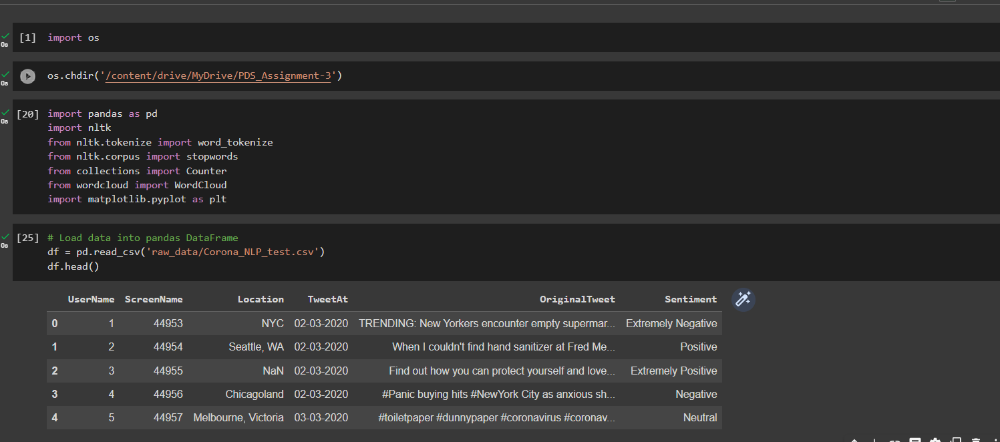 [1] import os
0s
os.chdir('/content/drive/MyDrive/PDS_Assignment-3')
0s
[20] import pandas as pd
0s
import nltk
from nltk.tokenize import word_tokenize
from nltk.corpus import stopwords
from collections import Counter
from wordcloud import WordCloud
import matplotlib.pyplot as plt
[25] # Load data into pandas DataFrame
0s
df = pd.read_csv('raw_data/Corona_NLP_test.csv')
df.head()
UserName ScreenName Location TweetAt OriginalTweet Sentiment
0 1 44953 NYC 02-03-2020 TRENDING: New Yorkers encounter empty supermar... Extremely Negative
1 2 44954 Seattle, WA 02-03-2020 When I couldn't find hand sanitizer at Fred Me... Positive
2 3 44955 NaN 02-03-2020 Find out how you can protect yourself and love... Extremely Positive
3 4 44956 Chicagoland 02-03-2020 #Panic buying hits #NewYork City as anxious sh... Negative
4 5 44957 Melbourne, Victoria 03-03-2020 #toiletpaper #dunnypaper #coronavirus #coronav... Neutral